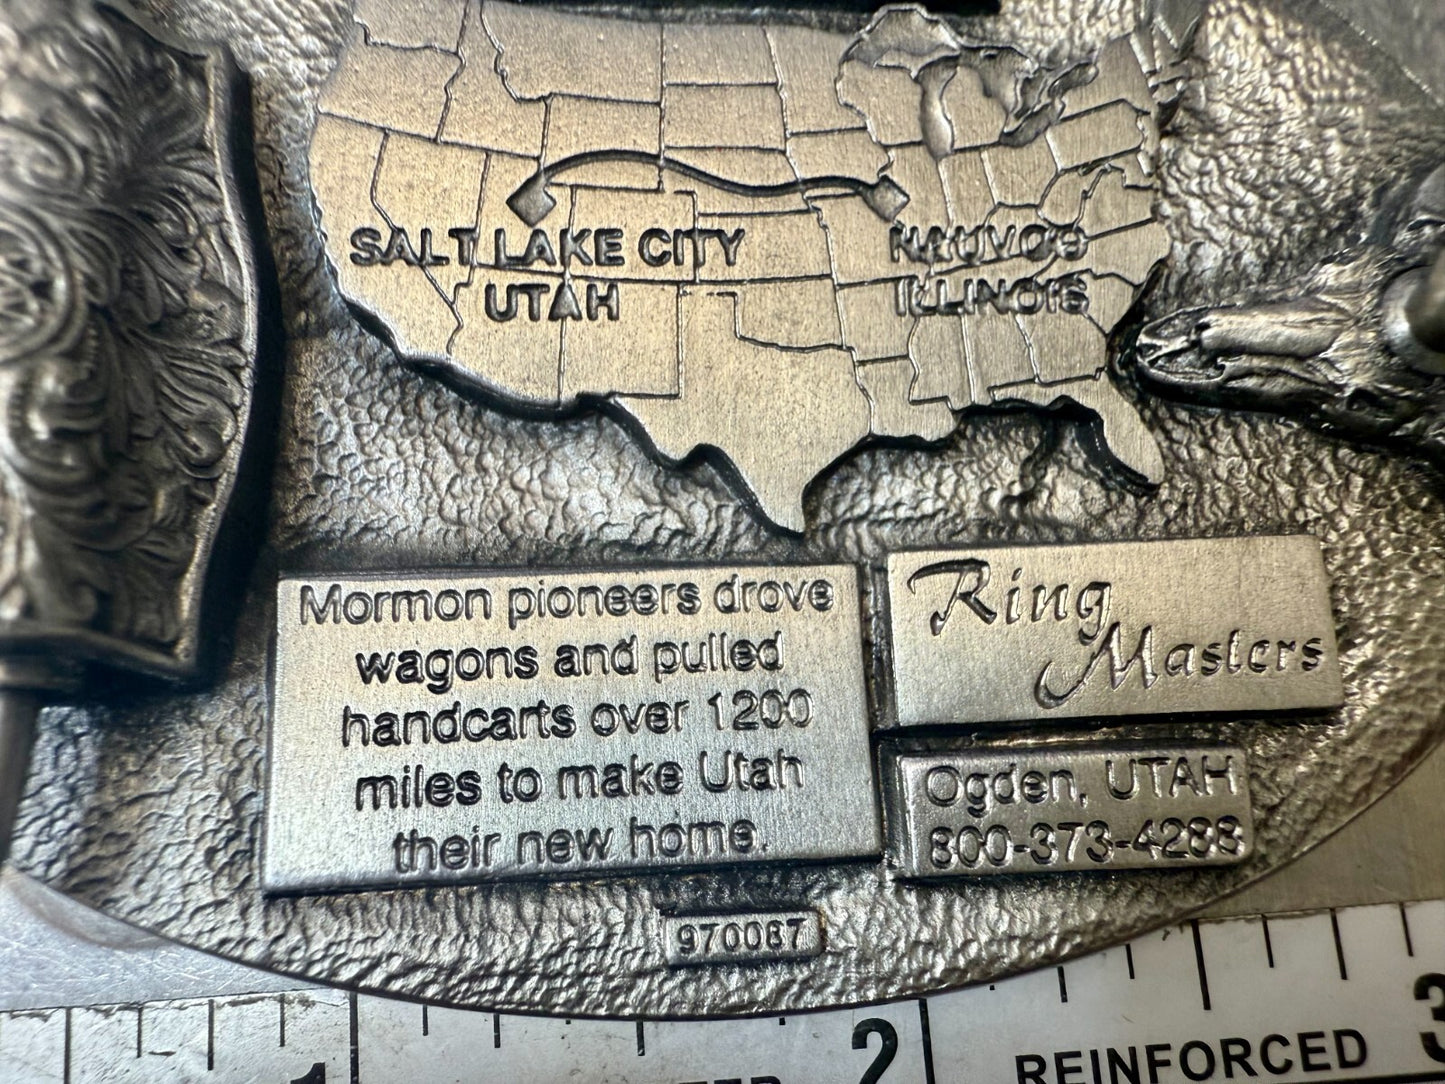 SALT LAKE CITY
UTAH
NAUVOO
ILLINOIS
Mormon pioneers drove
wagons and pulled
handcarts over 1200
miles to make Utah
their new home.
Ring
Masters
Ogden, UTAH
800-373-4288
970087
1
2
3
REINFORCED